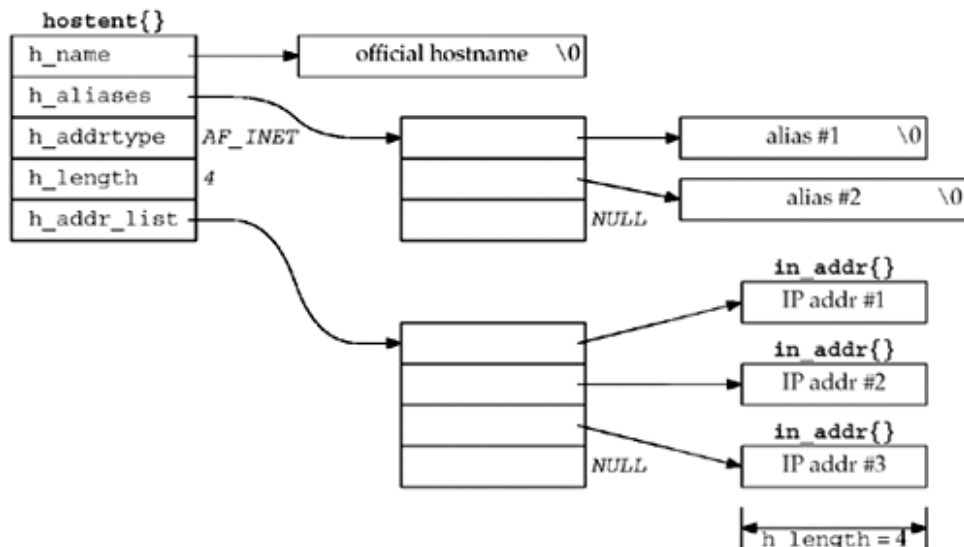 hostent{}
h_name
official hostname \0
h_aliases
h_addrtype AF_INET
h_length 4
h_addr_list
alias #1 \0
alias #2 \0
NULL
in_addr{}
IP addr #1
in_addr{}
IP addr #2
in_addr{}
IP addr #3
NULL
h_length = 4